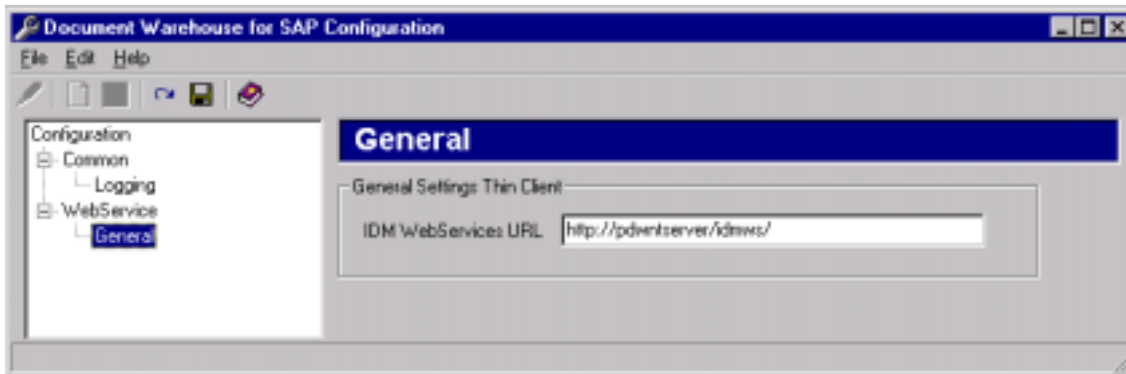 Document Warehouse for SAP Configuration
File Edit Help
Configuration
Common
Logging
WebService
General
General
General Settings Thin Client
IDM WebServices URL http://pdwntserver/idmws/